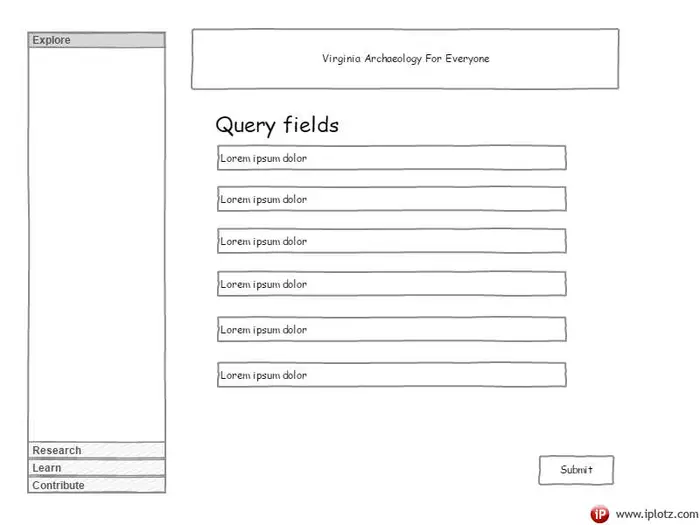 Explore
Research
Learn
Contribute
Virginia Archaeology For Everyone
Query fields
Lorem ipsum dolor
Lorem ipsum dolor
Lorem ipsum dolor
Lorem ipsum dolor
Lorem ipsum dolor
Lorem ipsum dolor
Submit
iP www.iplotz.com